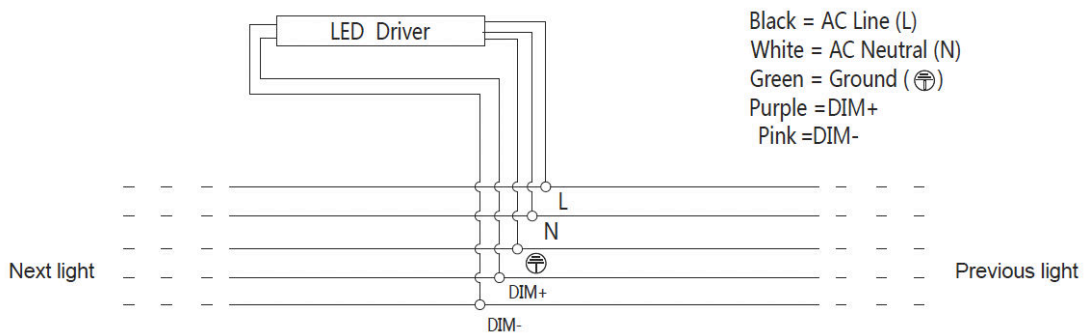 LED Driver
Black = AC Line (L)
White = AC Neutral (N)
Green = Ground ( )
Purple =DIM+
Pink =DIM-
L
N
Next light
Previous light
DIM+
DIM-